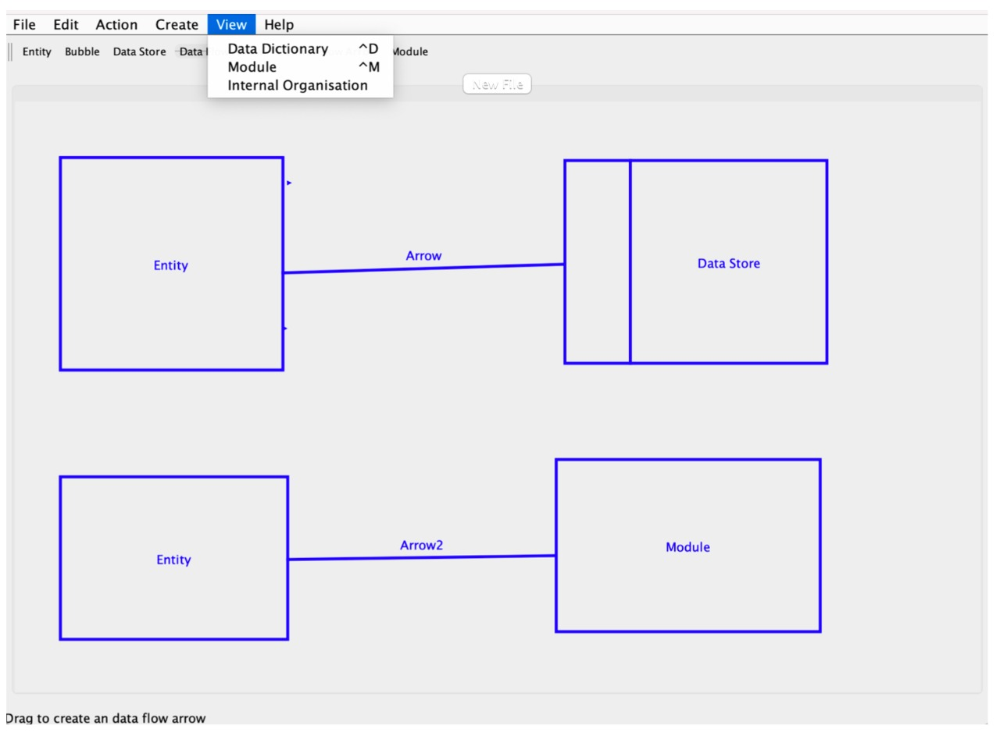 File Edit Action Create View Help
Data Dictionary ^D
Entity Bubble Data Store Data Module
Module ^M
Internal Organisation
New File
Entity
Arrow
Data Store
Entity
Arrow2
Module
Drag to create an data flow arrow